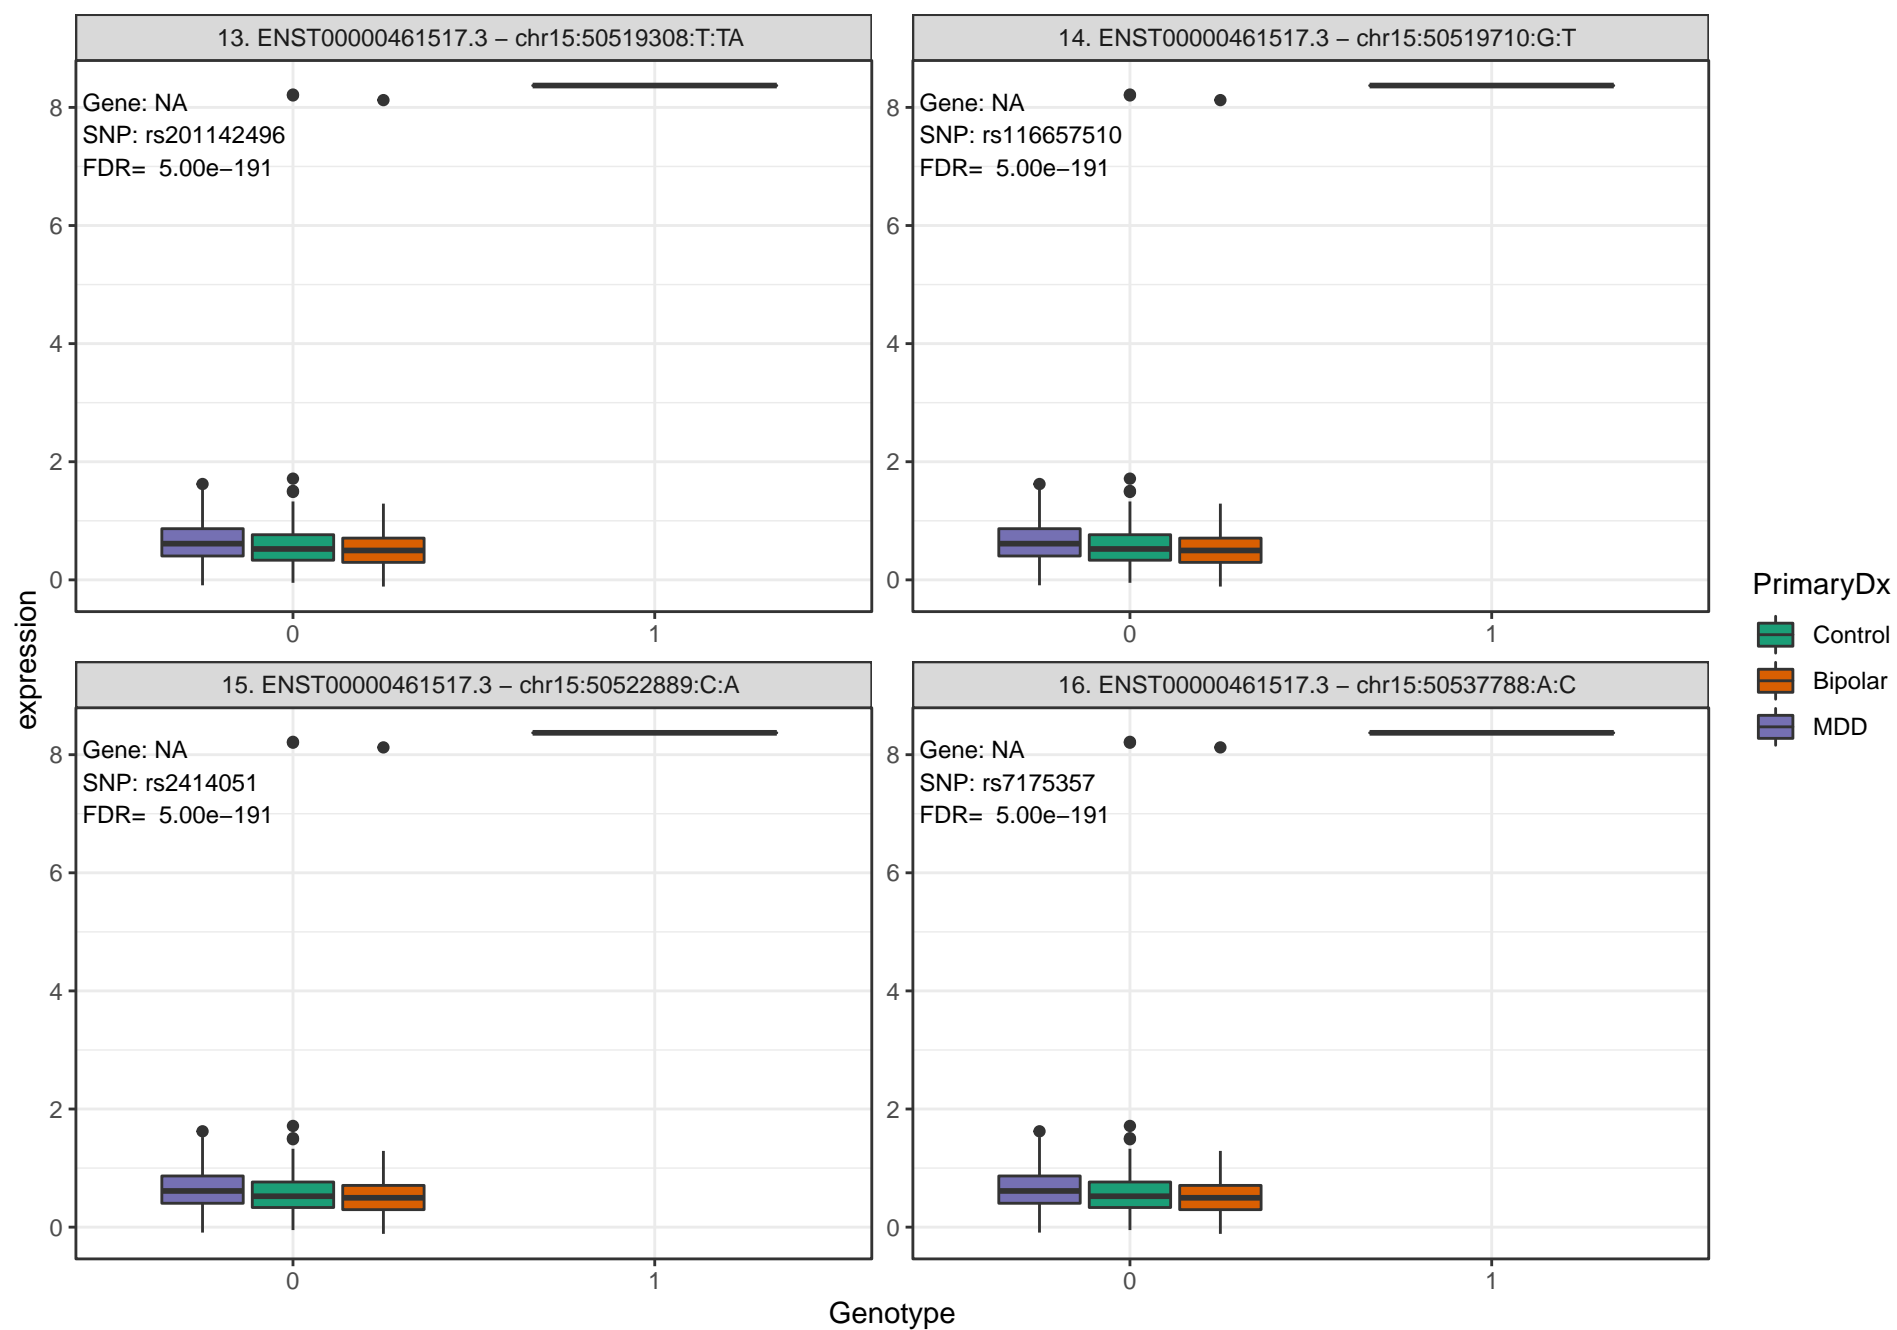 13. ENST00000461517.3 − chr15:50519308:T:TA
14. ENST00000461517.3 − chr15:50519710:G:T
Gene: NA
SNP: rs201142496
FDR=  5.00e−191
Gene: NA
SNP: rs116657510
FDR=  5.00e−191
8
6
4
2
0
8
6
4
2
0
0
1
0
1
15. ENST00000461517.3 − chr15:50522889:C:A
16. ENST00000461517.3 − chr15:50537788:A:C
Gene: NA
SNP: rs2414051
FDR=  5.00e−191
Gene: NA
SNP: rs7175357
FDR=  5.00e−191
8
6
4
2
0
8
6
4
2
0
0
1
0
1
expression
Genotype
PrimaryDx
Control
Bipolar
MDD